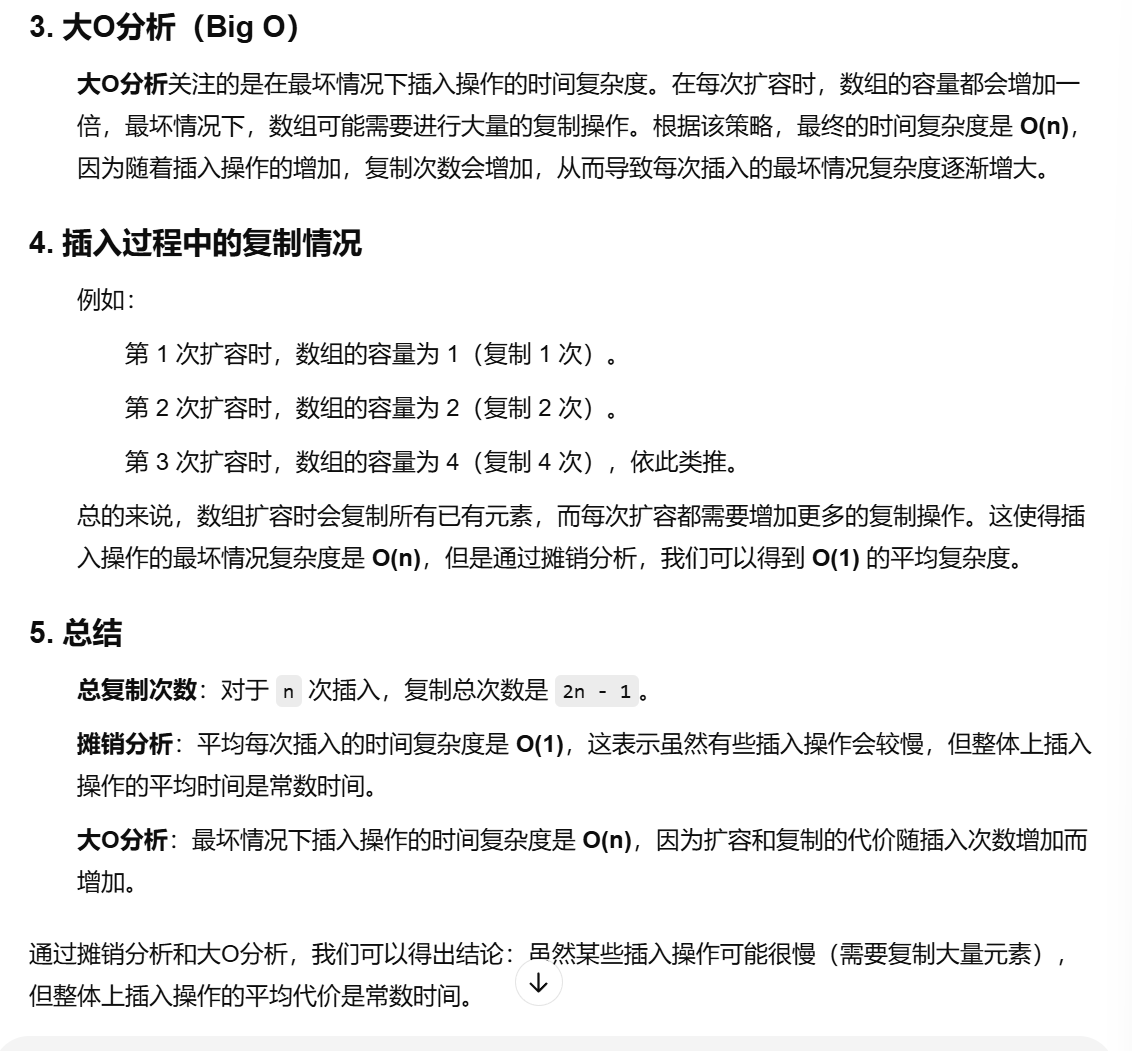 3. 大O分析（Big O）
大O分析关注的是在最坏情况下插入操作的时间复杂度。在每次扩容时，数组的容量都会增加一
倍，最坏情况下，数组可能需要进行大量的复制操作。根据该策略，最终的时间复杂度是 O(n)，
因为随着插入操作的增加，复制次数会增加，从而导致每次插入的最坏情况复杂度逐渐增大。
4. 插入过程中的复制情况
例如：
第 1 次扩容时，数组的容量为 1（复制 1 次）。
第 2 次扩容时，数组的容量为 2（复制 2 次）。
第 3 次扩容时，数组的容量为 4（复制 4 次），依此类推。
总的来说，数组扩容时会复制所有已有元素，而每次扩容都需要增加更多的复制操作。这使得插
入操作的最坏情况复杂度是 O(n)，但是通过摊销分析，我们可以得到 O(1) 的平均复杂度。
5. 总结
总复制次数：对于 n 次插入，复制总次数是 2n - 1。
摊销分析：平均每次插入的时间复杂度是 O(1)，这表示虽然有些插入操作会较慢，但整体上插入
操作的平均时间是常数时间。
大O分析：最坏情况下插入操作的时间复杂度是 O(n)，因为扩容和复制的代价随插入次数增加而
增加。
通过摊销分析和大O分析，我们可以得出结论：虽然某些插入操作可能很慢（需要复制大量元素），
但整体上插入操作的平均代价是常数时间。